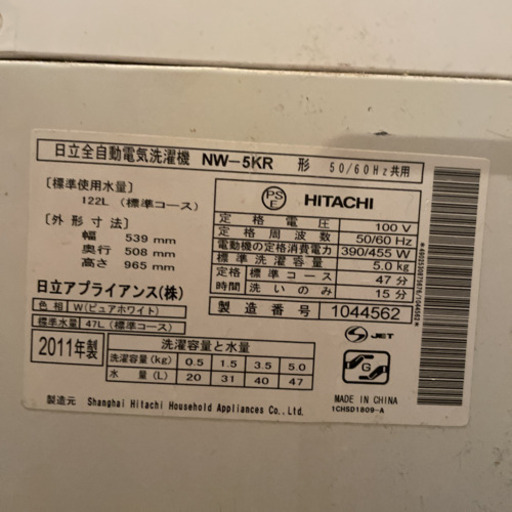 日立全自動電気洗濯機 NW-5KR 形 50/60Hz共用
〔標準使用水量〕
122L (標準コース)
〔外形寸法〕
幅 539 mm
奥行 508 mm
高さ 965 mm
日立アプライアンス(株)
色相 W(ピュアホワイト)
標準水量 47L (標準コース)
PS
E
HITACHI
定格電圧 100 V
定格周波数 50/60 Hz
電動機の定格消費電力 390/455 W
標準洗濯容量 5.0kg
定格時間 標準コース 47分
洗いのみ 15分
製造番号 1044562
2011年製
洗濯容量と水量
洗濯容量(kg) 0.5 1.5 3.5 5.0
水量(L) 20 31 40 47
S JET
MADE IN CHINA
1CHSD1809-A
製造元 Shanghai Hitachi Household Appliances Co.,Ltd.